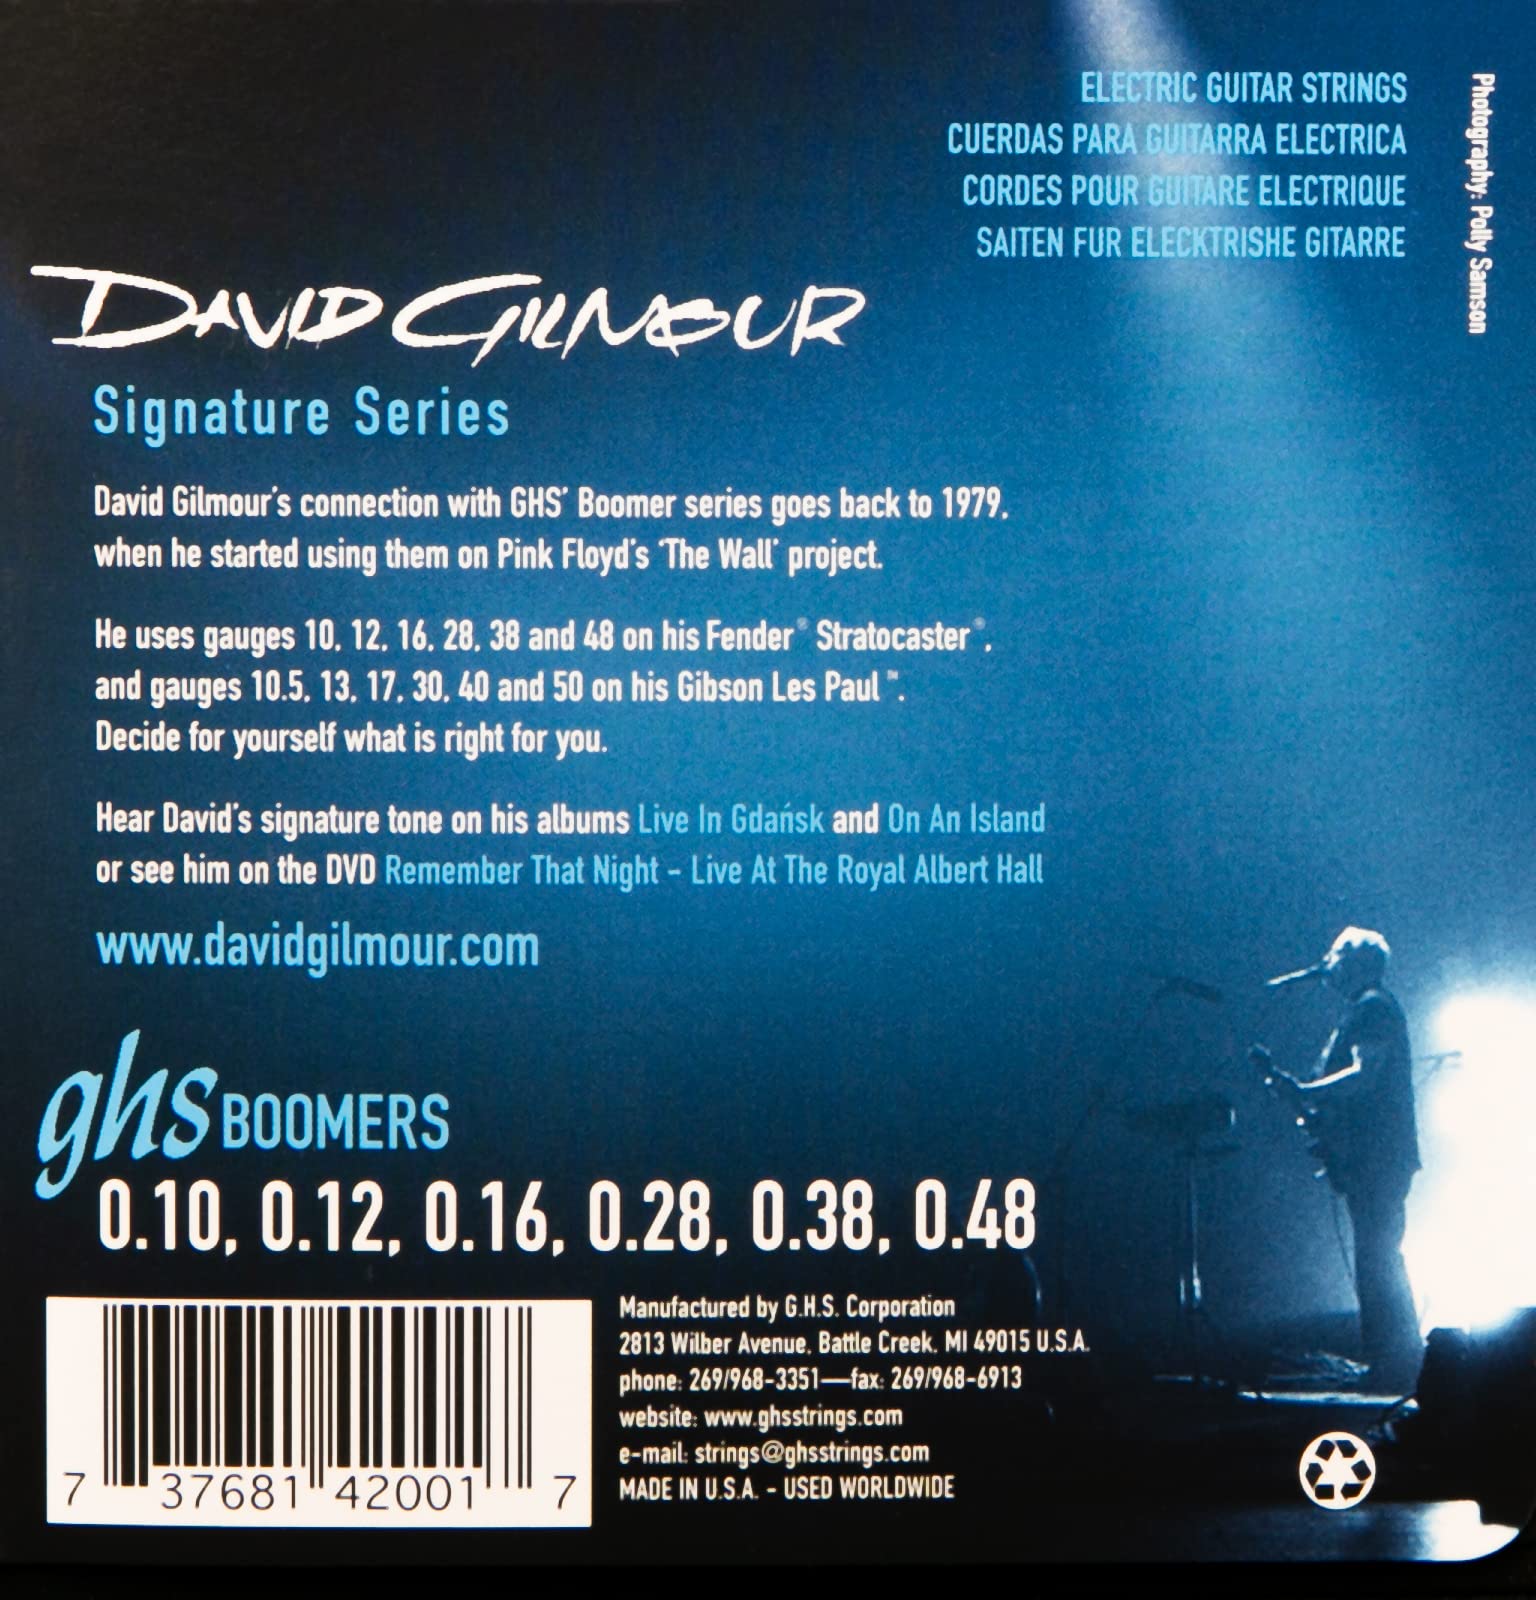 ELECTRIC GUITAR STRINGS
CUERDAS PARA GUITARRA ELECTRICA
CORDES POUR GUITARE ELECTRIQUE
SAITEN FUR ELECKTRISHE GITARRE
Photography: Polly Samson
DAVID GILMOUR
Signature Series
David Gilmour's connection with GHS' Boomer series goes back to 1979,
when he started using them on Pink Floyd's 'The Wall' project.
He uses gauges 10, 12, 16, 28, 38 and 48 on his Fender® Stratocaster®,
and gauges 10.5, 13, 17, 30, 40 and 50 on his Gibson Les Paul™.
Decide for yourself what is right for you.
Hear David's signature tone on his albums Live In Gdańsk and On An Island
or see him on the DVD Remember That Night - Live At The Royal Albert Hall
www.davidgilmour.com
ghs BOOMERS
0.10, 0.12, 0.16, 0.28, 0.38, 0.48
7 37681 42001 7
Manufactured by G.H.S. Corporation
2813 Wilber Avenue, Battle Creek, MI 49015 U.S.A.
phone: 269/968-3351—fax: 269/968-6913
website: www.ghsstrings.com
e-mail: strings@ghsstrings.com
MADE IN U.S.A. - USED WORLDWIDE